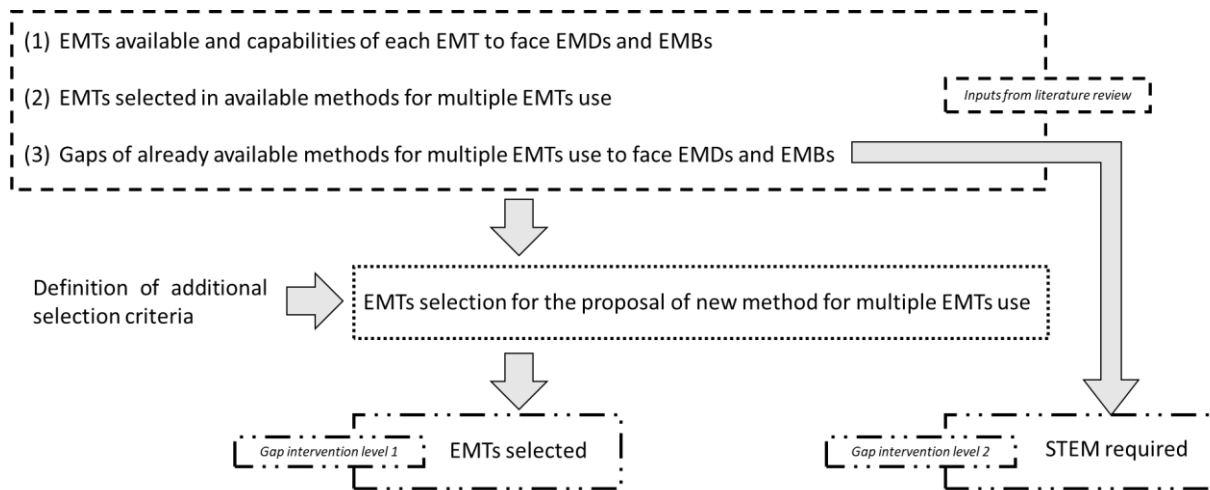 (1) EMTs available and capabilities of each EMT to face EMDs and EMBs
(2) EMTs selected in available methods for multiple EMTs use
Inputs from literature review
(3) Gaps of already available methods for multiple EMTs use to face EMDs and EMBs
Definition of additional
selection criteria
EMTs selection for the proposal of new method for multiple EMTs use
Gap intervention level 1
EMTs selected
Gap intervention level 2
STEM required